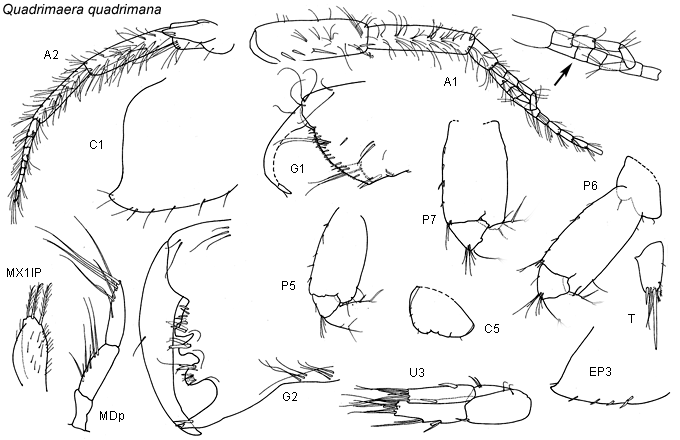 Quadrimaera quadrimana
A2
A1
C1
G1
P7
P6
MX1IP
P5
C5
T
MDp
G2
U3
EP3